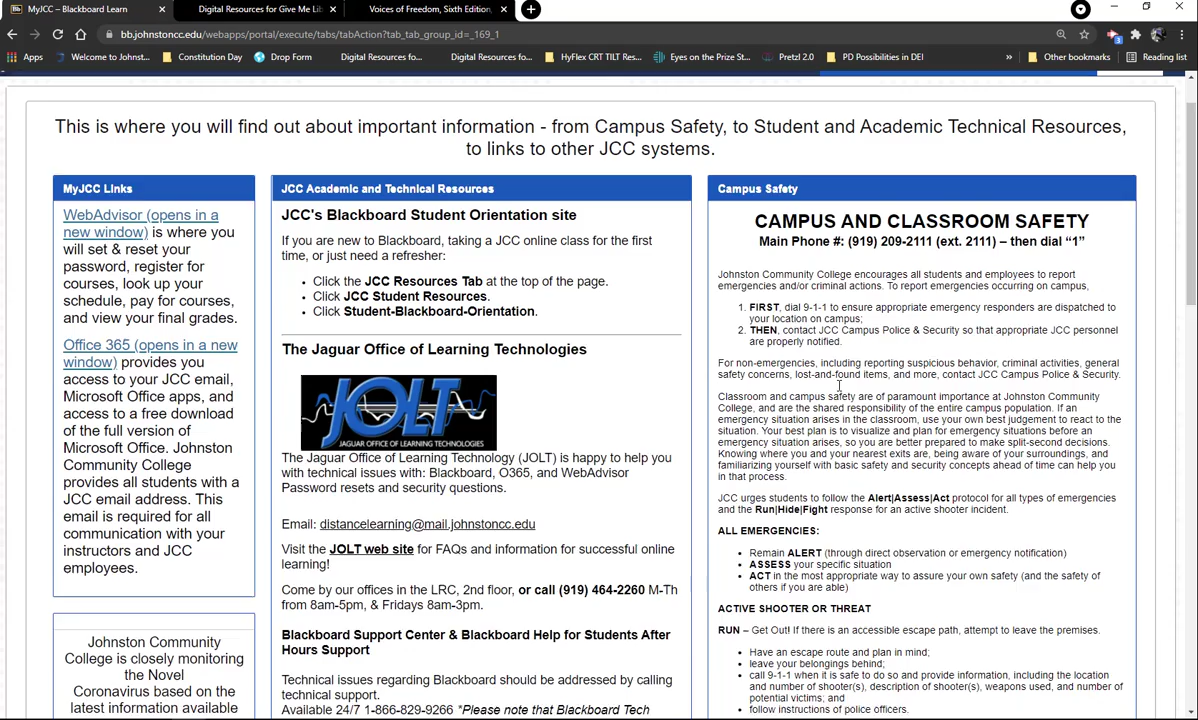 MyJCC – Blackboard Learn
Digital Resources for Give Me Lib
Voices of Freedom, Sixth Edition,
bb.johnstoncc.edu/webapps/portal/execute/tabs/tabAction?tab_tab_group_id=_169_1
Apps
Welcome to Johnst...
Constitution Day
Drop Form
Digital Resources fo...
Digital Resources fo...
HyFlex CRT TILT Res...
Eyes on the Prize St...
Pretzl 2.0
PD Possibilities in DEI
»
Other bookmarks
Reading list
This is where you will find out about important information - from Campus Safety, to Student and Academic Technical Resources,
to links to other JCC systems.
MyJCC Links
WebAdvisor (opens in a
new window) is where you
will set & reset your
password, register for
courses, look up your
schedule, pay for courses,
and view your final grades.
Office 365 (opens in a new
window) provides you
access to your JCC email,
Microsoft Office apps, and
access to a free download
of the full version of
Microsoft Office. Johnston
Community College
provides all students with a
JCC email address. This
email is required for all
communication with your
instructors and JCC
employees.
Johnston Community
College is closely monitoring
the Novel
Coronavirus based on the
latest information available
JCC Academic and Technical Resources
JCC's Blackboard Student Orientation site
If you are new to Blackboard, taking a JCC online class for the first
time, or just need a refresher:
• Click the JCC Resources Tab at the top of the page.
• Click JCC Student Resources.
• Click Student-Blackboard-Orientation.
The Jaguar Office of Learning Technologies
JOLT
JAGUAR OFFICE OF LEARNING TECHNOLOGIES
The Jaguar Office of Learning Technology (JOLT) is happy to help you
with technical issues with: Blackboard, O365, and WebAdvisor
Password resets and security questions.
Email: distancelearning@mail.johnstoncc.edu
Visit the JOLT web site for FAQs and information for successful online
learning!
Come by our offices in the LRC, 2nd floor, or call (919) 464-2260 M-Th
from 8am-5pm, & Fridays 8am-3pm.
Blackboard Support Center & Blackboard Help for Students After
Hours Support
Technical issues regarding Blackboard should be addressed by calling
technical support.
Available 24/7 1-866-829-9266 *Please note that Blackboard Tech
Campus Safety
CAMPUS AND CLASSROOM SAFETY
Main Phone #: (919) 209-2111 (ext. 2111) – then dial “1”
Johnston Community College encourages all students and employees to report
emergencies and/or criminal actions. To report emergencies occurring on campus,
1. FIRST, dial 9-1-1 to ensure appropriate emergency responders are dispatched to
your location on campus;
2. THEN, contact JCC Campus Police & Security so that appropriate JCC personnel
are properly notified.
For non-emergencies, including reporting suspicious behavior, criminal activities, general
safety concerns, lost-and-found items, and more, contact JCC Campus Police & Security.
Classroom and campus safety are of paramount importance at Johnston Community
College, and are the shared responsibility of the entire campus population. If an
emergency situation arises in the classroom, use your own best judgement to react to the
situation. Your best plan is to visualize and plan for emergency situations before an
emergency situation arises, so you are better prepared to make split-second decisions.
Knowing where you and your nearest exits are, being aware of your surroundings, and
familiarizing yourself with basic safety and security concepts ahead of time can help you
in that process.
JCC urges students to follow the Alert|Assess|Act protocol for all types of emergencies
and the Run|Hide|Fight response for an active shooter incident.
ALL EMERGENCIES:
• Remain ALERT (through direct observation or emergency notification)
• ASSESS your specific situation
• ACT in the most appropriate way to assure your own safety (and the safety of
others if you are able)
ACTIVE SHOOTER OR THREAT
RUN – Get Out! If there is an accessible escape path, attempt to leave the premises.
• Have an escape route and plan in mind;
• leave your belongings behind;
• call 9-1-1 when it is safe to do so and provide information, including the location
and number of shooter(s), description of shooter(s), weapons used, and number of
potential victims; and
• follow instructions of police officers.